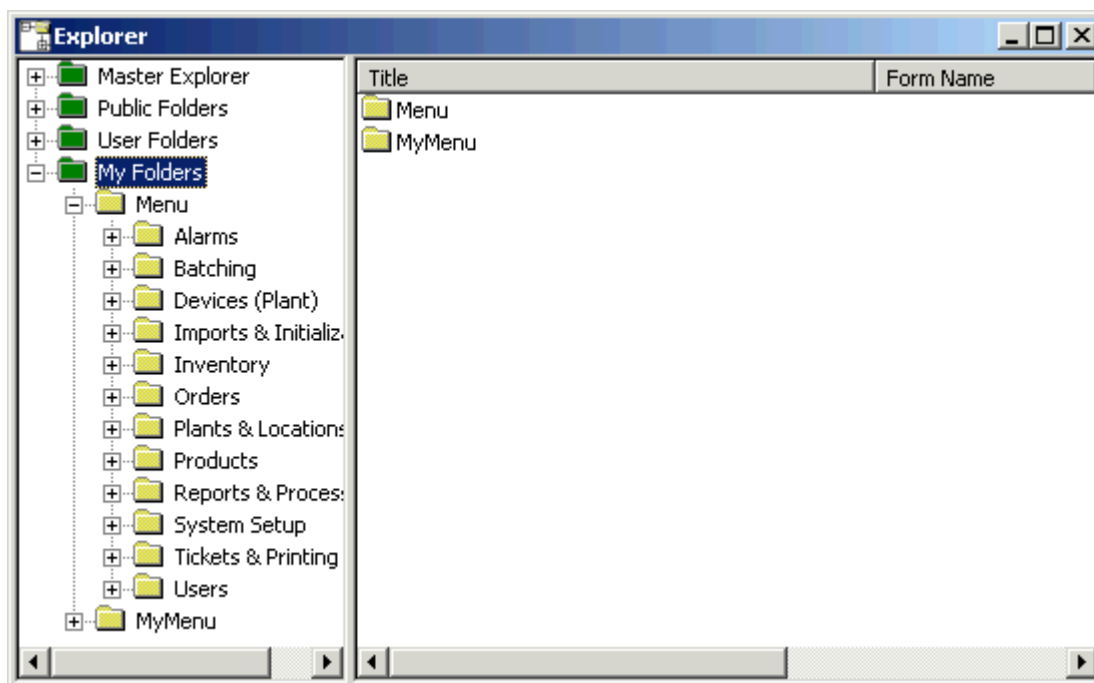 Explorer
Master Explorer
Public Folders
User Folders
My Folders
Menu
Alarms
Batching
Devices (Plant)
Imports & Initializ
Inventory
Orders
Plants & Locations
Products
Reports & Process
System Setup
Tickets & Printing
Users
MyMenu
Title Form Name
Menu
MyMenu